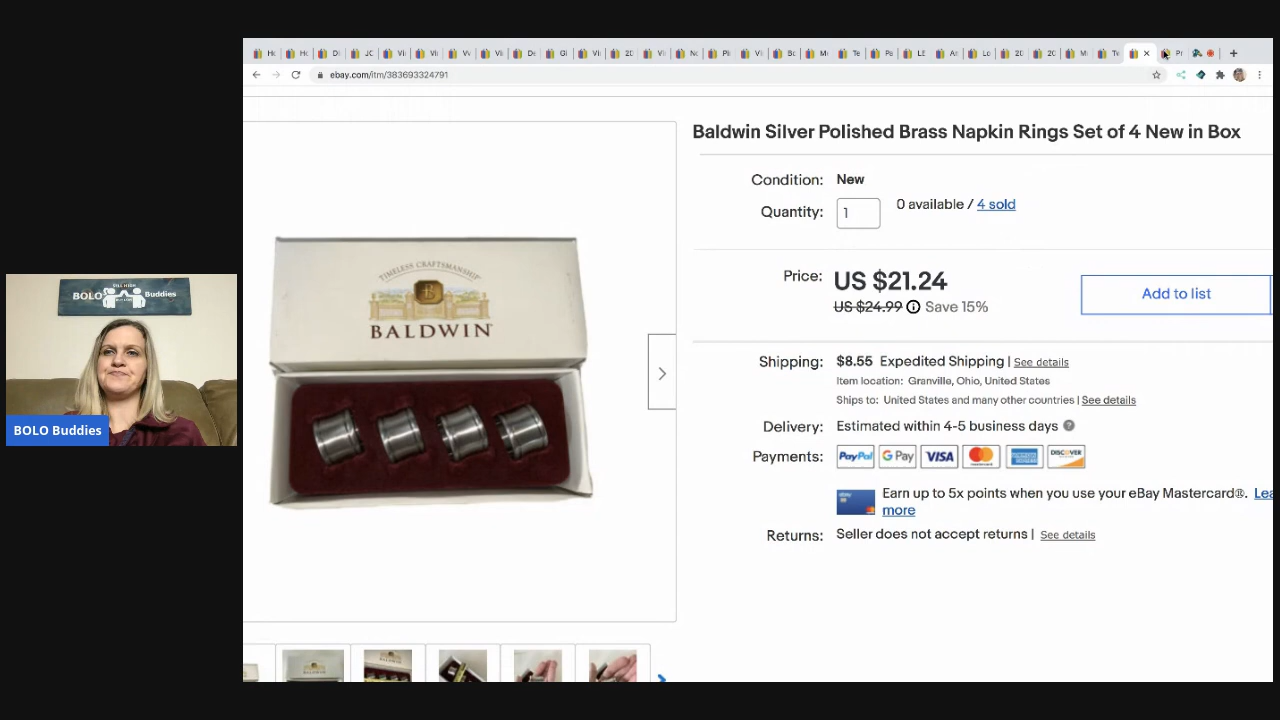 ebay.com/itm/383693324791
Baldwin Silver Polished Brass Napkin Rings Set of 4 New in Box
Condition: New
Quantity: 1 0 available / 4 sold
Price: US $21.24
US $24.99 Save 15%
Add to list
Shipping: $8.55 Expedited Shipping | See details
Item location: Granville, Ohio, United States
Ships to: United States and many other countries | See details
Delivery: Estimated within 4-5 business days
Payments: PayPal G Pay VISA DISCOVER
Earn up to 5x points when you use your eBay Mastercard®. Lea
more
Returns: Seller does not accept returns | See details
TIMELESS CRAFTSMANSHIP
BALDWIN
BOLO Buddies
BOLO Buddies